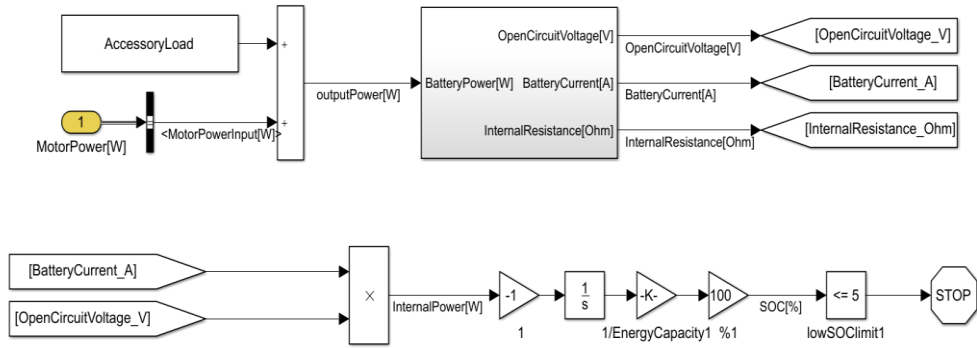 AccessoryLoad
1
MotorPower[W]
<MotorPowerInput[W]>
+
+
outputPower[W]
BatteryPower[W]
OpenCircuitVoltage[V]
BatteryCurrent[A]
InternalResistance[Ohm]
OpenCircuitVoltage[V]
BatteryCurrent[A]
InternalResistance[Ohm]
[OpenCircuitVoltage_V]
[BatteryCurrent_A]
[InternalResistance_Ohm]
[BatteryCurrent_A]
[OpenCircuitVoltage_V]
×
InternalPower[W]
-1
1
1
s
-K-
1/EnergyCapacity1
100
%1
SOC[%]
<= 5
lowSOClimit1
STOP